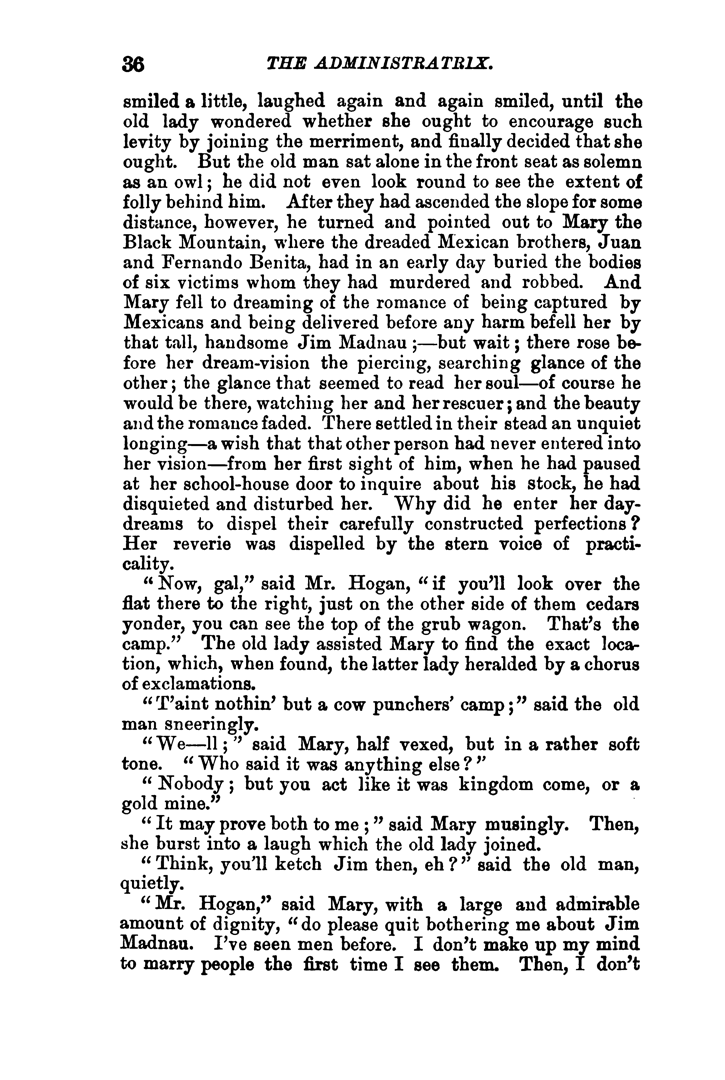 36 THE ADMINISTRATRIX.
smiled a little, laughed again and again smiled, until the
old lady wondered whether she ought to encourage such
levity by joining the merriment, and finally decided that she
ought. But the old man sat alone in the front seat as solemn
as an owl; he did not even look round to see the extent of
folly behind him. After they had ascended the slope for some
distance, however, he turned and pointed out to Mary the
Black Mountain, where the dreaded Mexican brothers, Juan
and Fernando Benita, had in an early day buried the bodies
of six victims whom they had murdered and robbed. And
Mary fell to dreaming of the romance of being captured by
Mexicans and being delivered before any harm befell her by
that tall, handsome Jim Madnau;—but wait; there rose be-
fore her dream-vision the piercing, searching glance of the
other; the glance that seemed to read her soul—of course he
would be there, watching her and her rescuer; and the beauty
and the romance faded. There settled in their stead an unquiet
longing—a wish that that other person had never entered into
her vision—from her first sight of him, when he had paused
at her school-house door to inquire about his stock, he had
disquieted and disturbed her. Why did he enter her day-
dreams to dispel their carefully constructed perfections?
Her reverie was dispelled by the stern voice of practi-
cality.
"Now, gal," said Mr. Hogan, "if you'll look over the
flat there to the right, just on the other side of them cedars
yonder, you can see the top of the grub wagon. That's the
camp." The old lady assisted Mary to find the exact loca-
tion, which, when found, the latter lady heralded by a chorus
of exclamations.
"T'aint nothin' but a cow punchers' camp;" said the old
man sneeringly.
"We—ll;" said Mary, half vexed, but in a rather soft
tone. "Who said it was anything else?"
"Nobody; but you act like it was kingdom come, or a
gold mine."
"It may prove both to me;" said Mary musingly. Then,
she burst into a laugh which the old lady joined.
"Think, you'll ketch Jim then, eh?" said the old man,
quietly.
"Mr. Hogan," said Mary, with a large and admirable
amount of dignity, "do please quit bothering me about Jim
Madnau. I've seen men before. I don't make up my mind
to marry people the first time I see them. Then, I don't